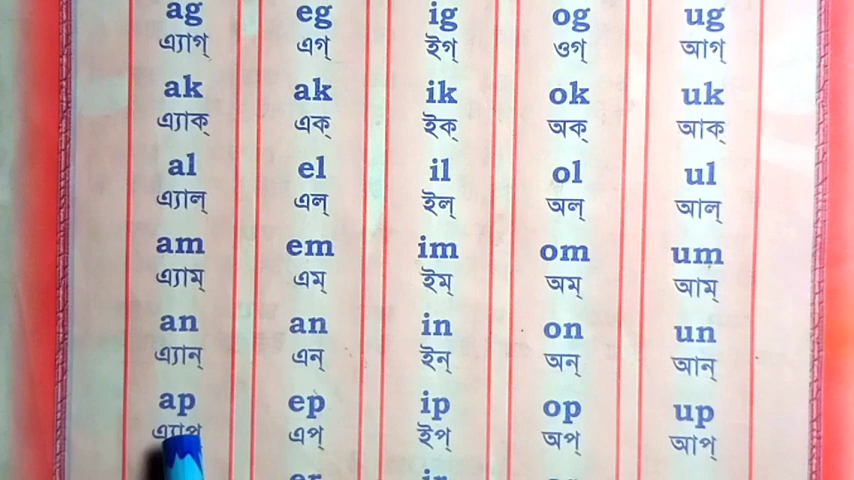 ag eg ig og ug
এ্যাগ্ এগ্ ইগ্ ওগ্ আগ্
ak ak ik ok uk
এ্যাক্ এক্ ইক্ অক্ আক্
al el il ol ul
এ্যাল্ এল্ ইল্ অল্ আল্
am em im om um
এ্যাম্ এম্ ইম্ অম্ আম্
an an in on un
এ্যান্ এন্ ইন্ অন্ আন্
ap ep ip op up
এ্যাপ্ এপ্ ইপ্ অপ্ আপ্